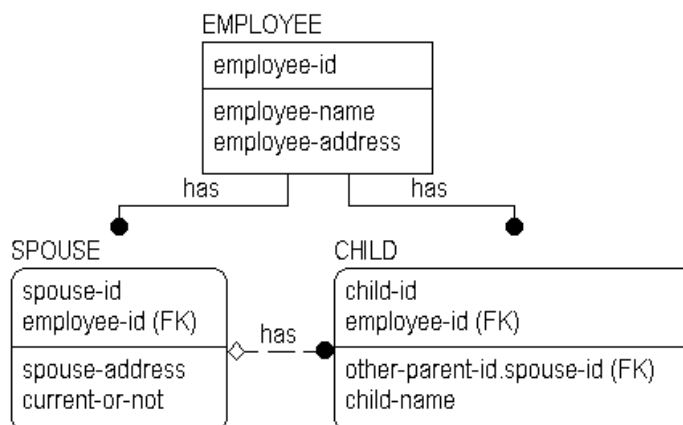 EMPLOYEE
employee-id
employee-name
employee-address
has
has
SPOUSE
spouse-id
employee-id (FK)
spouse-address
current-or-not
has
CHILD
child-id
employee-id (FK)
other-parent-id.spouse-id (FK)
child-name